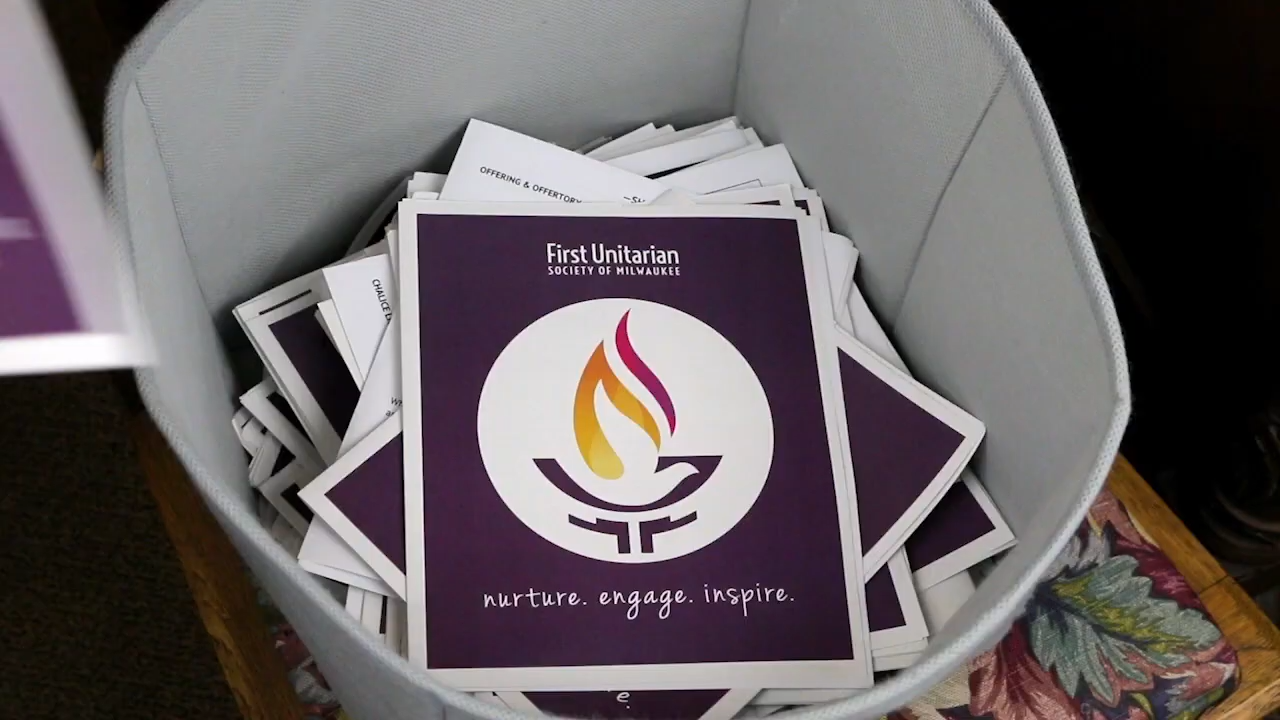 OFFERING & OFFERTORY
First Unitarian
SOCIETY OF MILWAUKEE
nurture. engage. inspire.